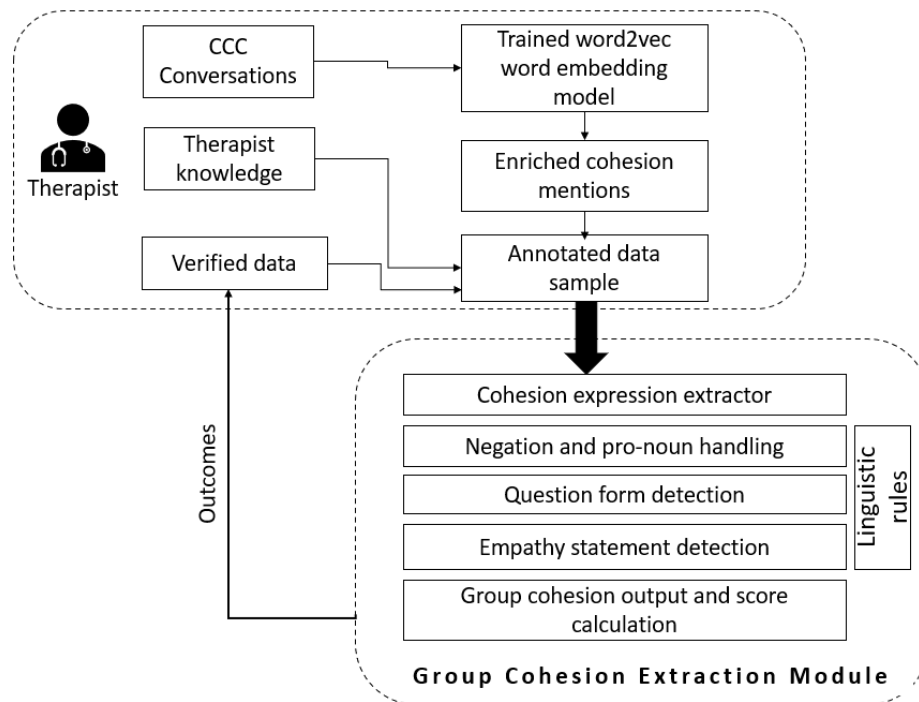 CCC
Conversations
Trained word2vec
word embedding
model
Therapist
Therapist
knowledge
Enriched cohesion
mentions
Verified data
Annotated data
sample
Outcomes
Cohesion expression extractor
Negation and pro-noun handling
Question form detection
Empathy statement detection
Linguistic
rules
Group cohesion output and score
calculation
Group Cohesion Extraction Module